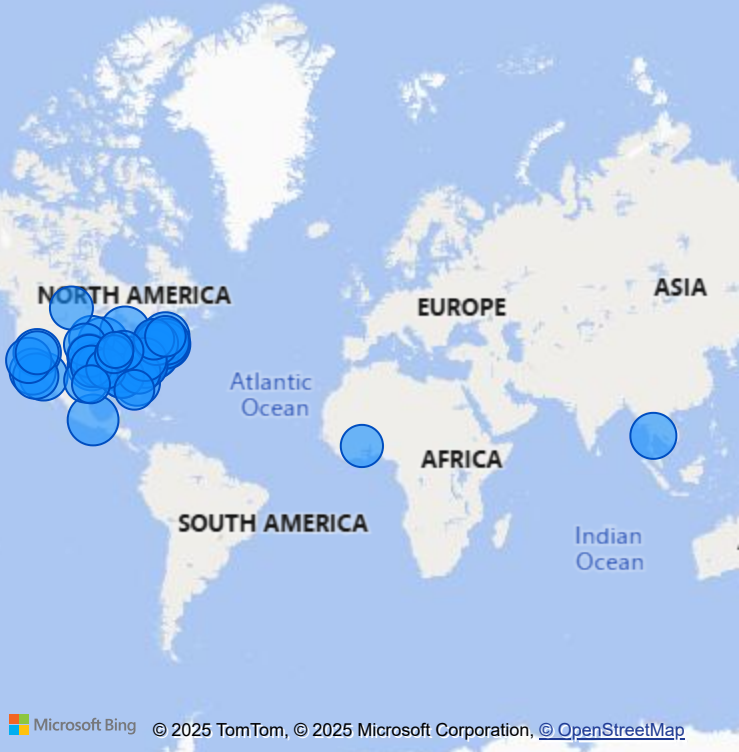 NORTH AMERICA
ASIA
EUROPE
Atlantic
Ocean
AFRICA
SOUTH AMERICA
Indian
Ocean
Microsoft Bing
© 2025 TomTom, © 2025 Microsoft Corporation, © OpenStreetMap